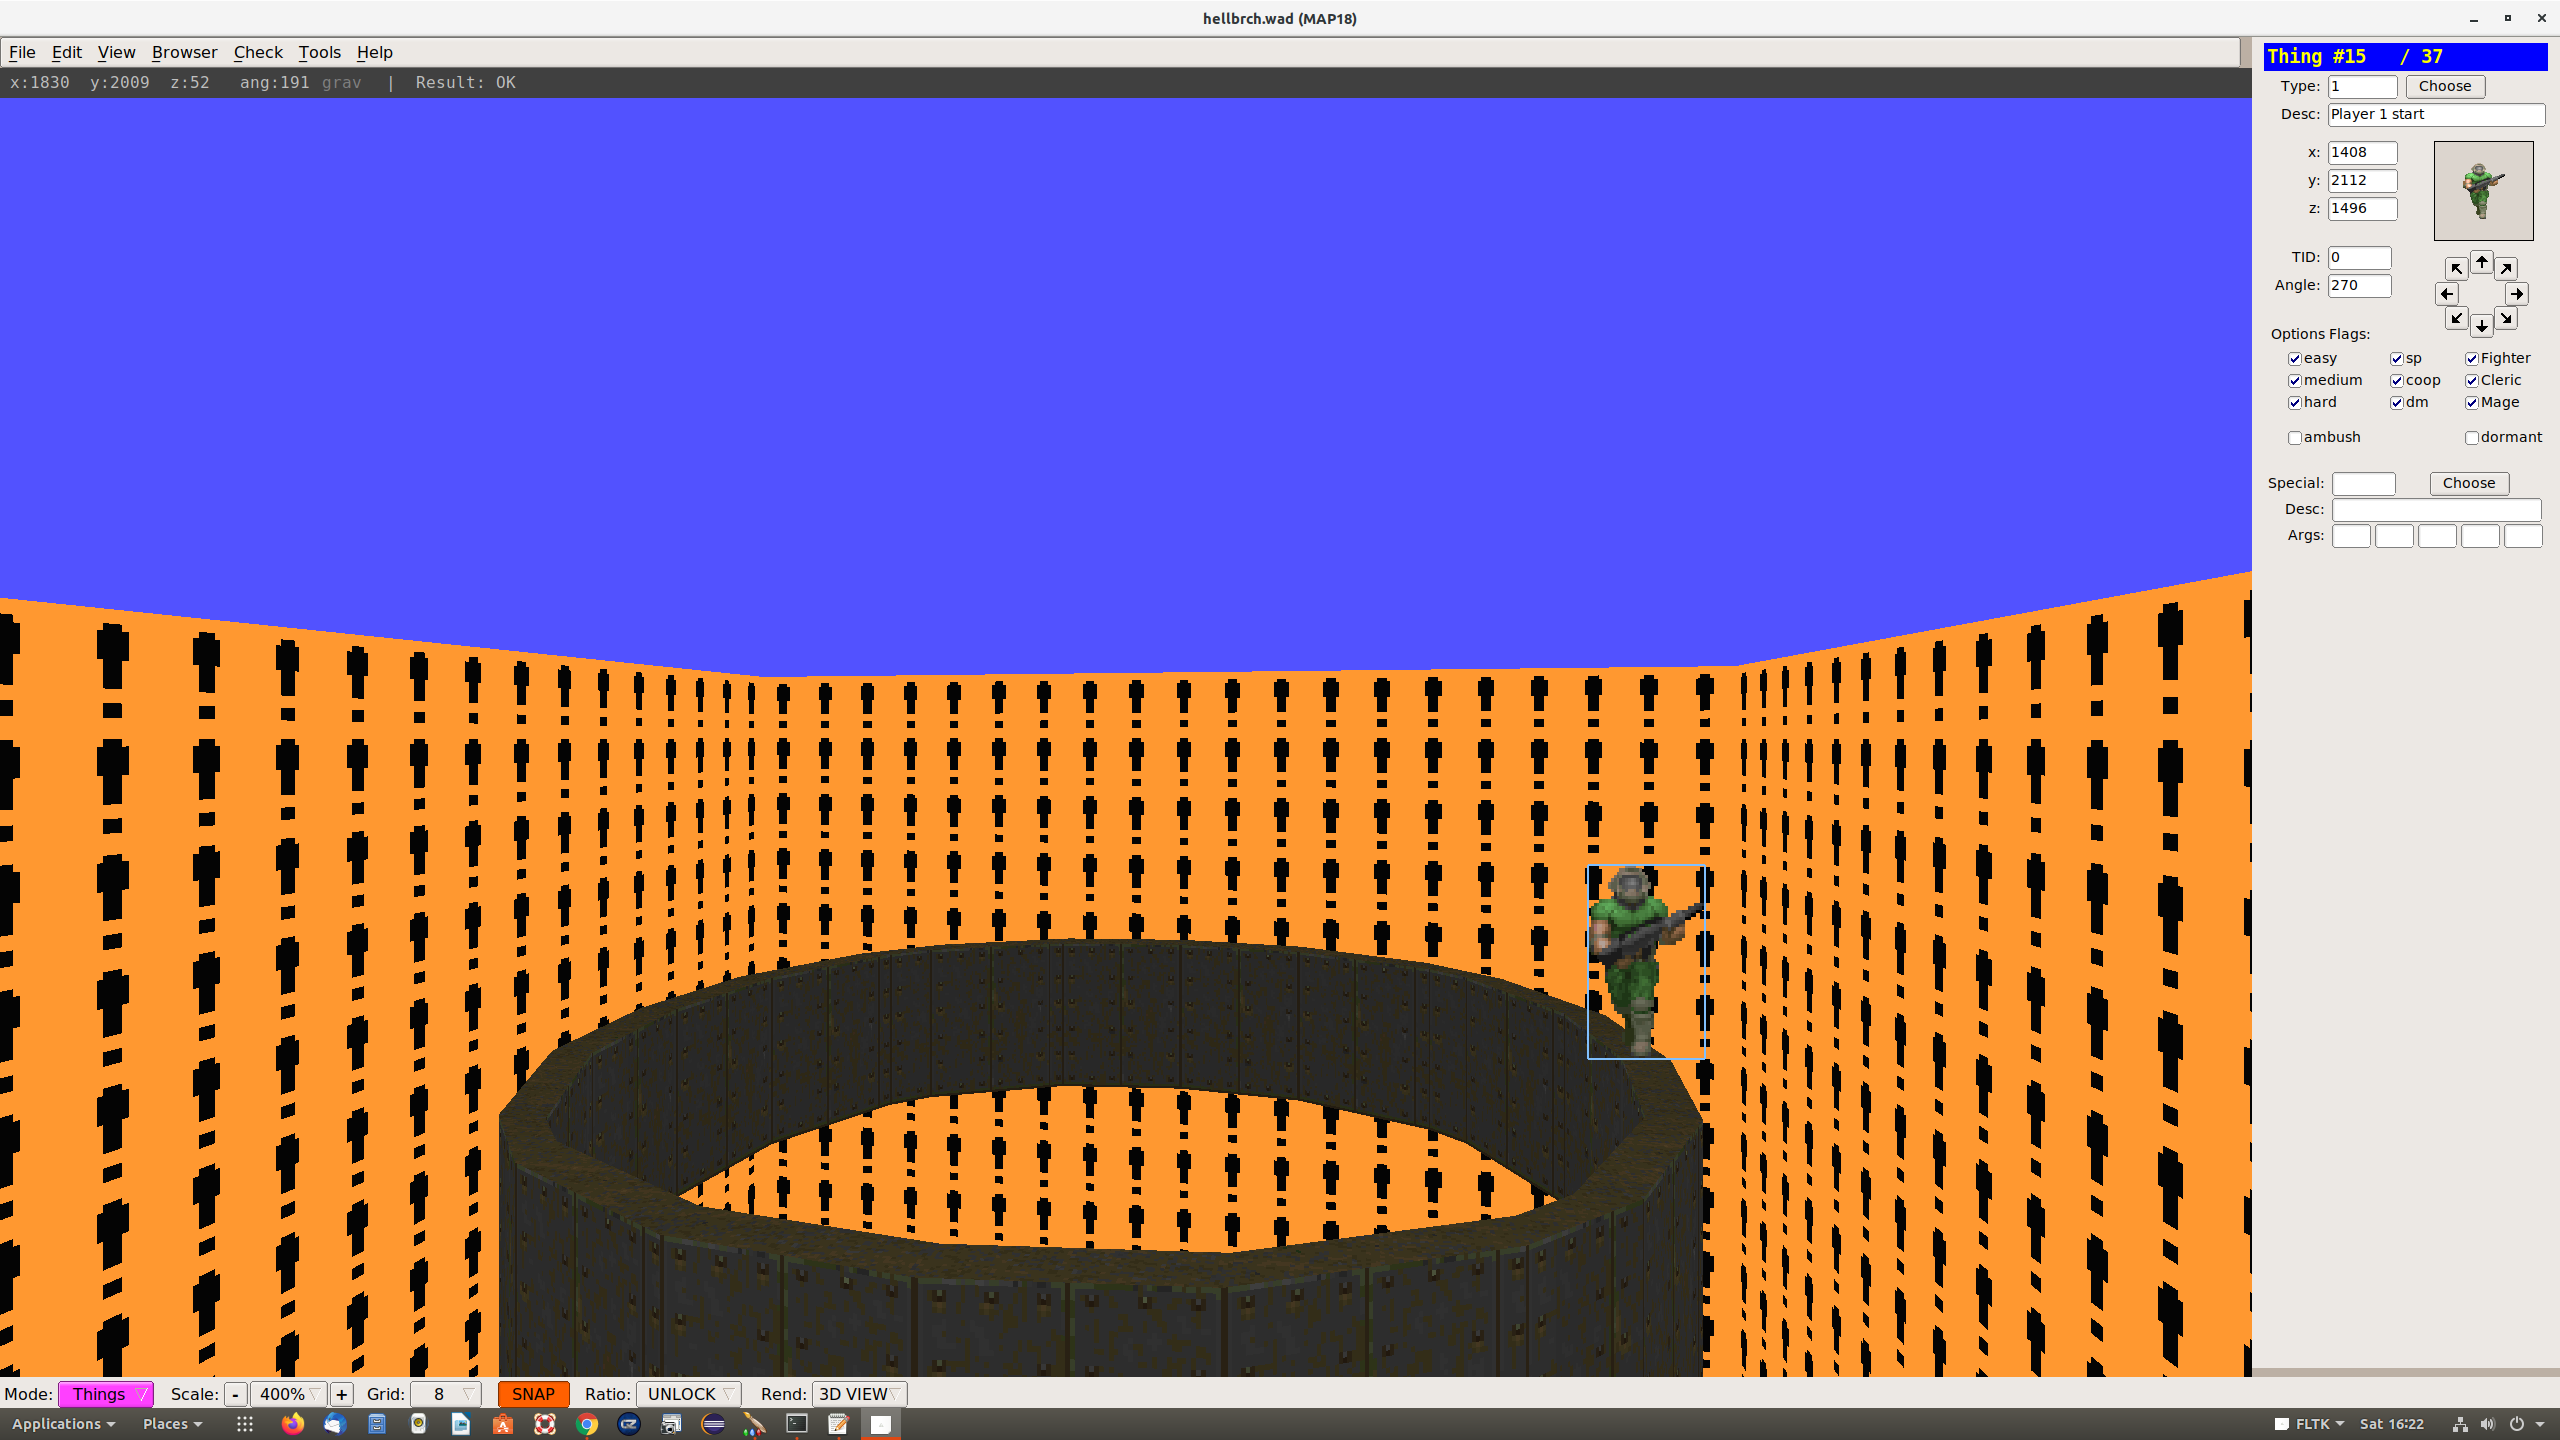 hellbrch.wad (MAP18)
File Edit View Browser Check Tools Help
x:1830 y:2009 z:52 ang:191 grav | Result: OK
Thing #15 / 37
Type: 1 Choose
Desc: Player 1 start
x: 1408
y: 2112
z: 1496
TID: 0
Angle: 270
Options Flags:
easy sp Fighter
medium coop Cleric
hard dm Mage
ambush dormant
Special: Choose
Desc:
Args:
Mode: Things Scale: - 400% + Grid: 8 SNAP Ratio: UNLOCK Rend: 3D VIEW
Applications Places FLTK Sat 16:22